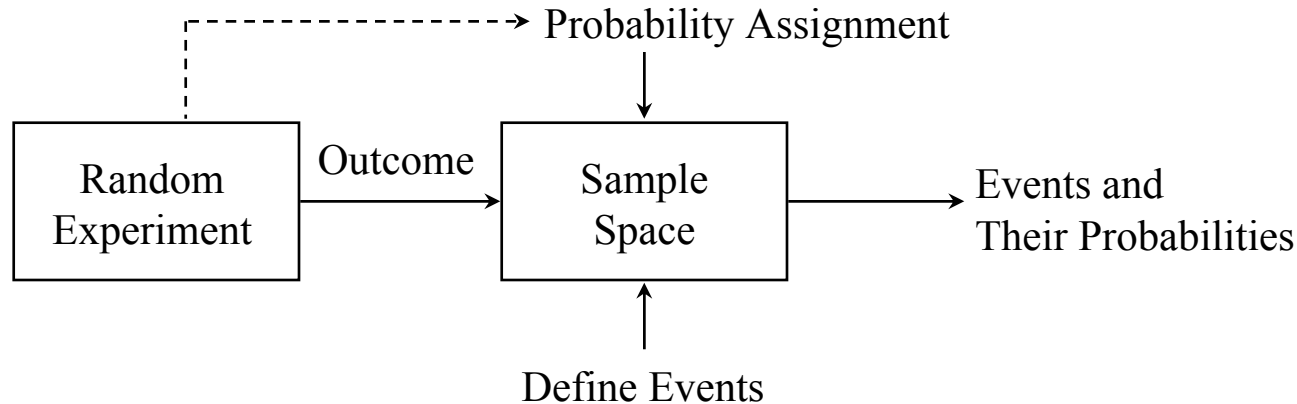 Probability Assignment
Random
Experiment
Outcome
Sample
Space
Events and
Their Probabilities
Define Events